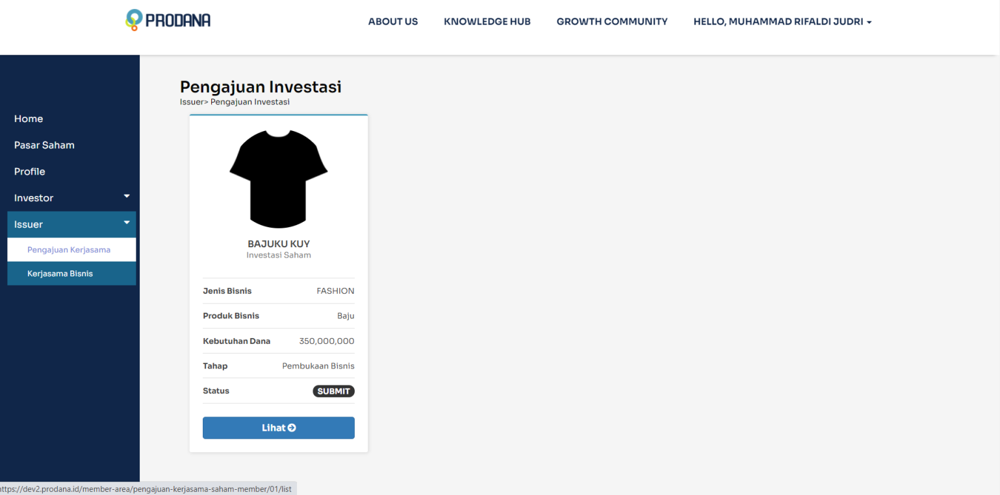 PRODANA
ABOUT US
KNOWLEDGE HUB
GROWTH COMMUNITY
HELLO, MUHAMMAD RIFALDI JUDRI
Home
Pasar Saham
Profile
Investor
Issuer
Pengajuan Kerjasama
Kerjasama Bisnis
Pengajuan Investasi
Issuer> Pengajuan Investasi
BAJUKU KUY
Investasi Saham
Jenis Bisnis FASHION
Produk Bisnis Baju
Kebutuhan Dana 350,000,000
Tahap Pembukaan Bisnis
Status SUBMIT
Lihat
ttps://dev2.prodana.id/member-area/pengajuan-kerjasama-saham-member/01/list